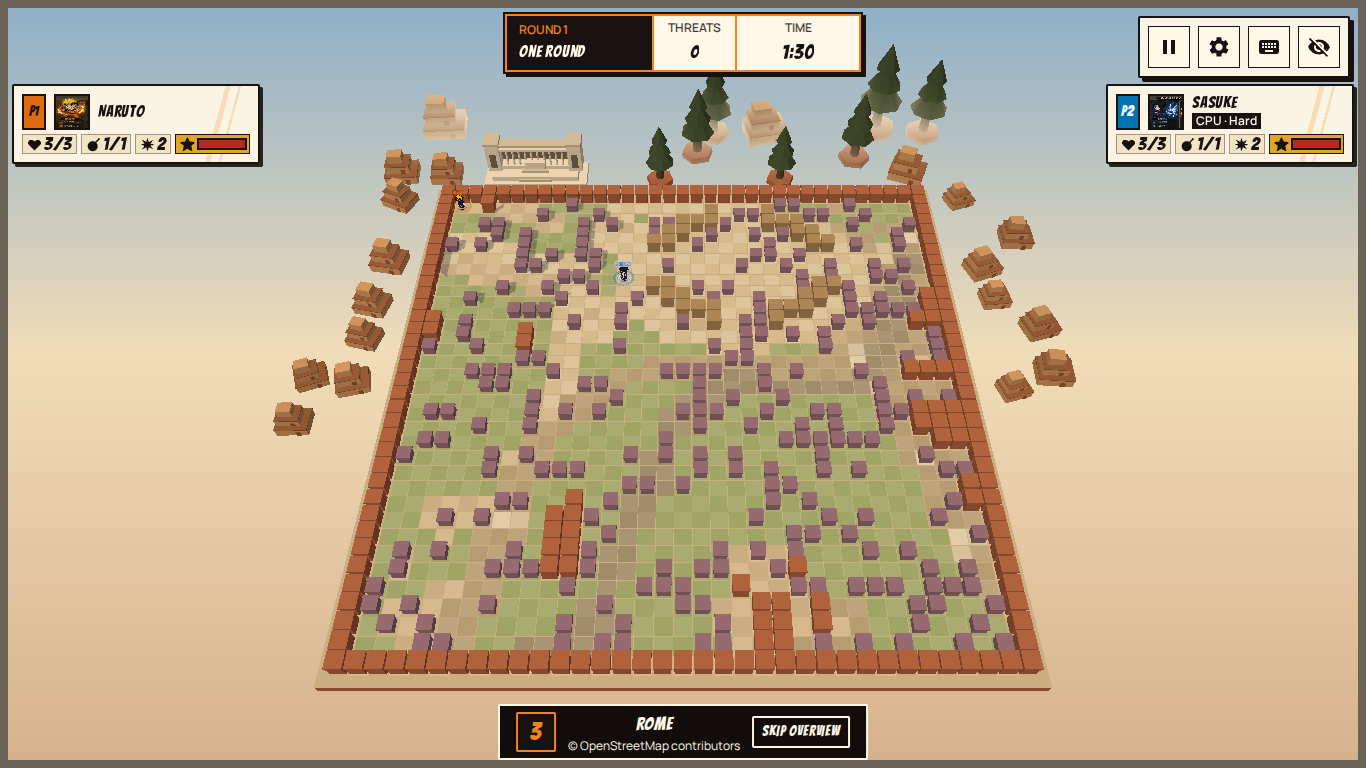 ROUND 1
ONE ROUND
THREATS
0
TIME
1:30
P1
NARUTO
3/3
1/1
2
P2
SASUKE
CPU · Hard
3/3
1/1
2
3
ROME
© OpenStreetMap contributors
SKIP OVERVIEW